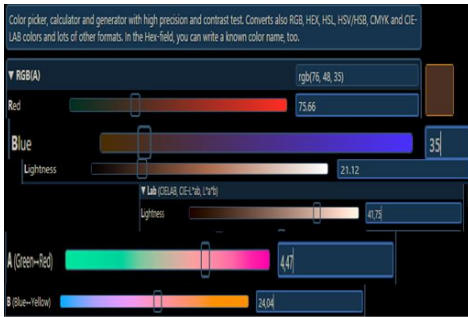 Color picker, calculator and generator with high precision and contrast test. Converts also RGB, HEX, HSL, HSV/HSB, CMYK and CIE-
LAB colors and lots of other formats. In the Hex-field, you can write a known color name, too.
▼ RGB(A) rgb(76, 48, 35)
Red 75.66
Blue 35
Lightness 21.12
▼ Lab (CIELAB, CIE-L*ab, L*a*b)
Lightness 41,75
A (Green↔Red) 4,47
B (Blue↔Yellow) 24,04